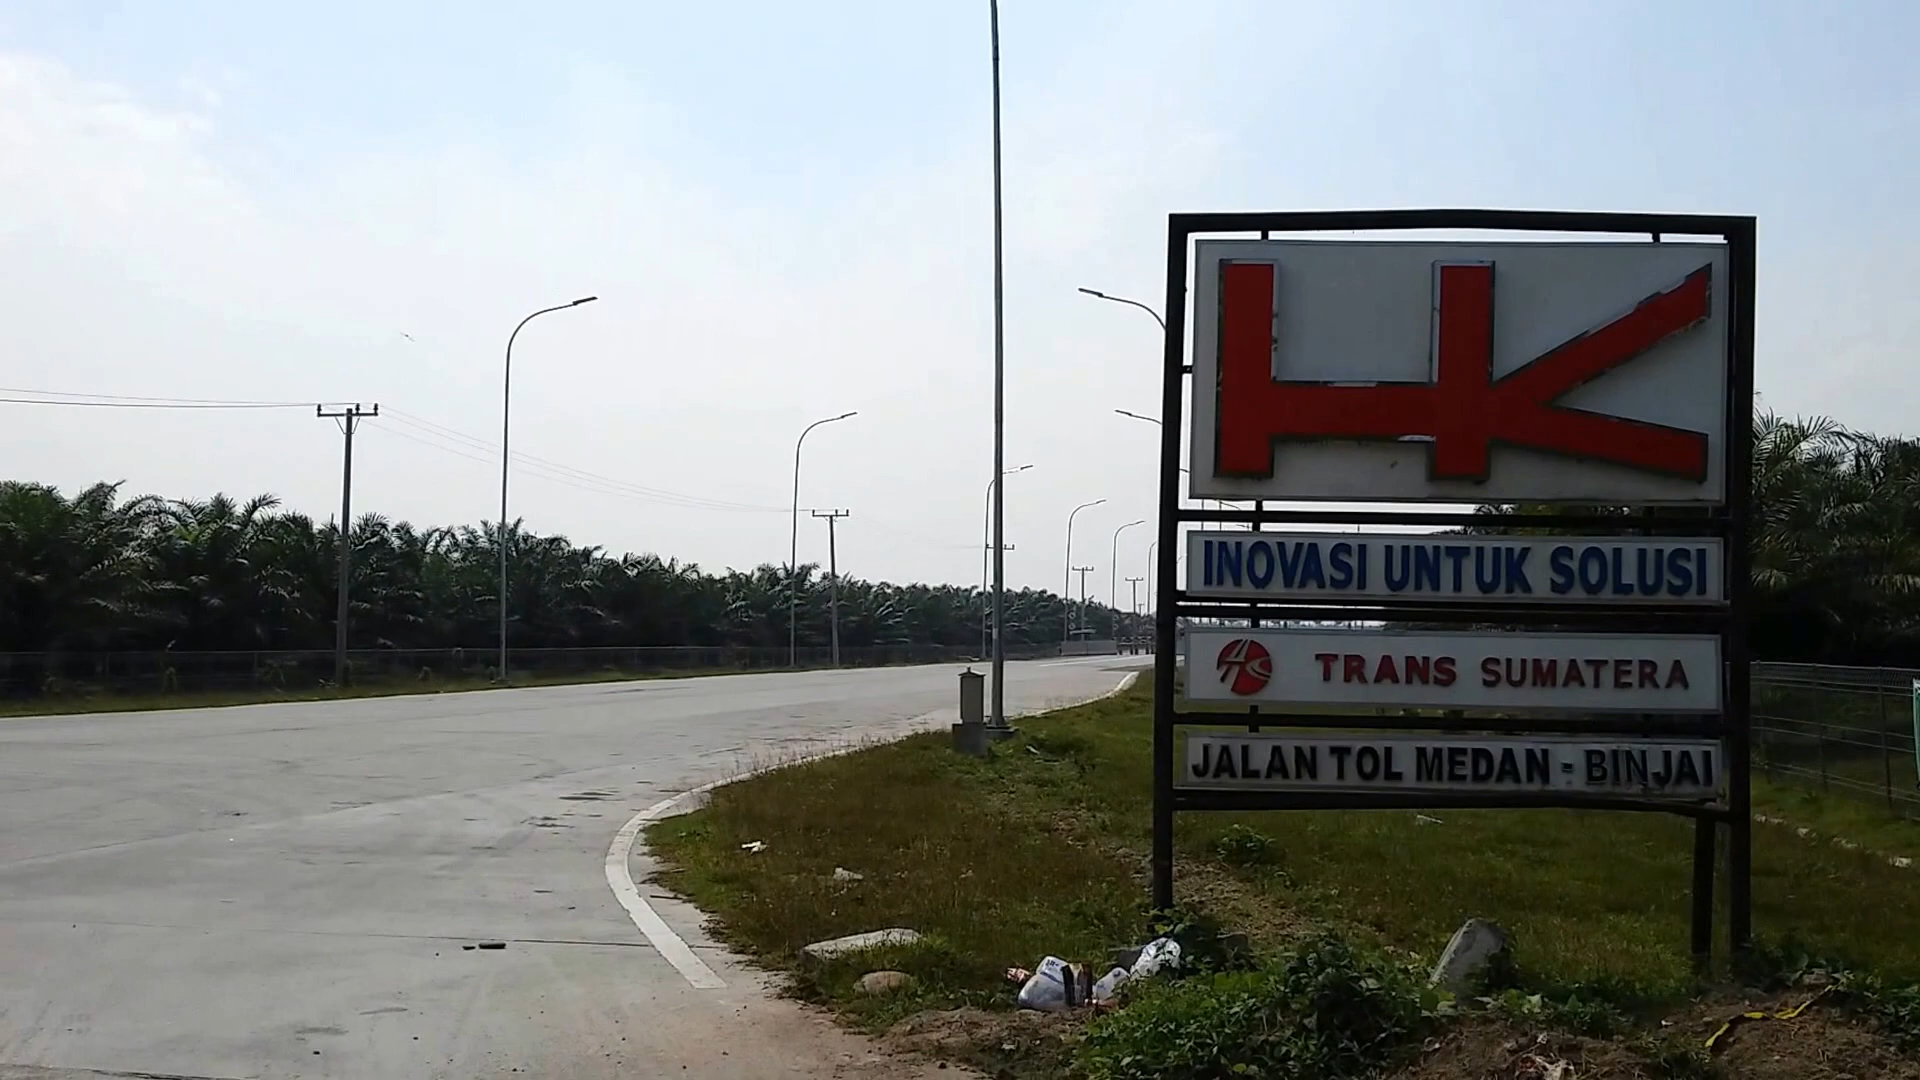 HK
INOVASI UNTUK SOLUSI
TRANS SUMATERA
JALAN TOL MEDAN - BINJAI